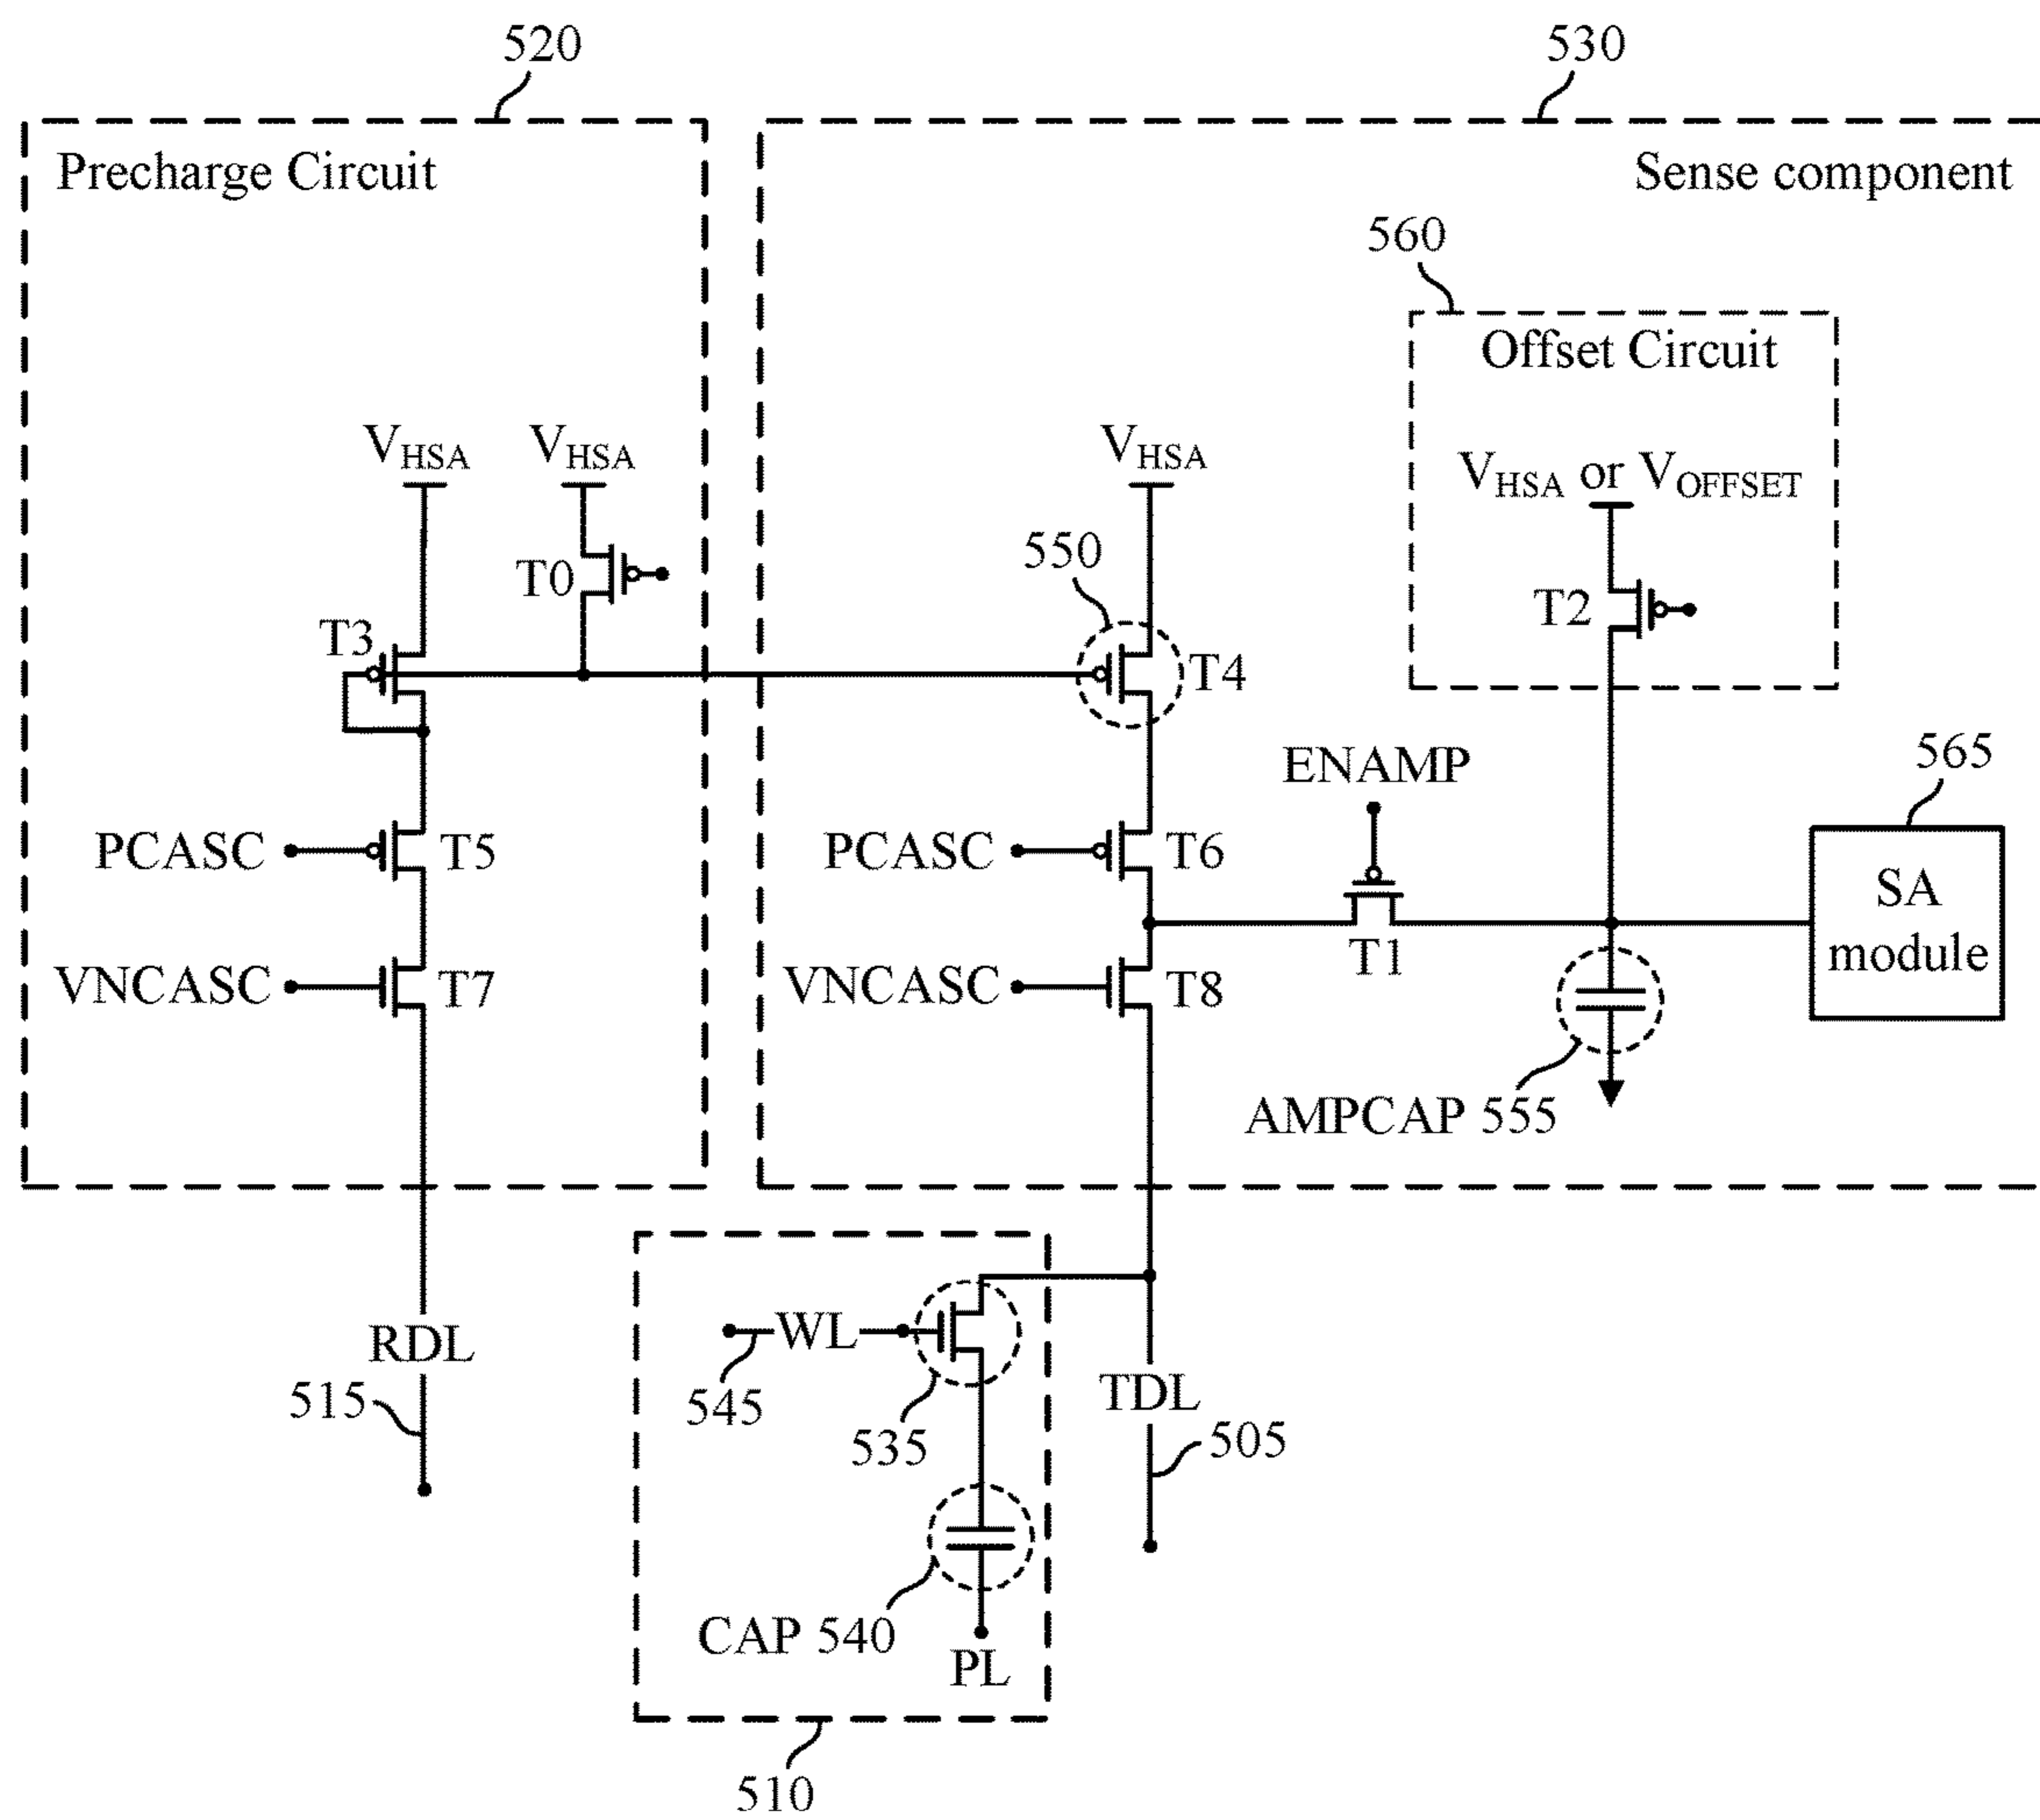 520
530
Precharge Circuit
Sense component
560
Offset Circuit
VHSA
VHSA
VHSA
VHSA or VOFFSET
550
T0
T2
T3
T4
ENAMP
565
PCASC
T5
PCASC
T6
SA
module
T1
VNCASC
T7
VNCASC
T8
AMPCAP 555
RDL
WL
515
545
535
TDL
505
CAP 540
PL
510